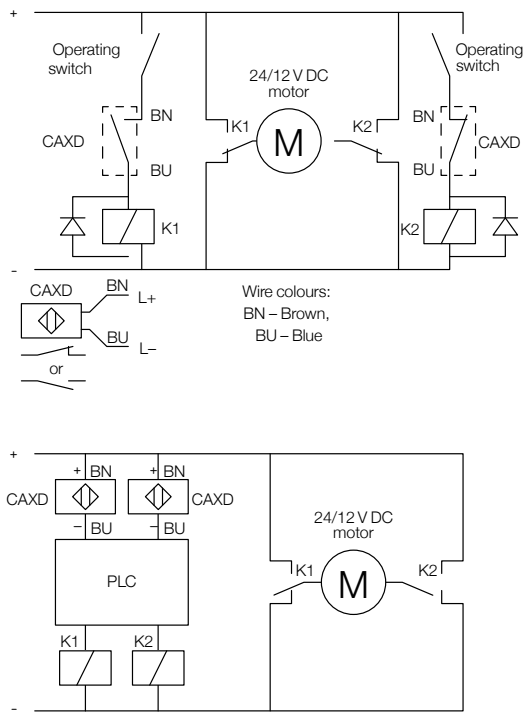 +
Operating
switch
Operating
switch
24/12 V DC
motor
BN
K1
K2
BN
CAXD
M
CAXD
BU
BU
K1
K2
-
CAXD
BN
L+
BU
L–
or
Wire colours:
BN – Brown,
BU – Blue
+
+ BN
+ BN
CAXD
CAXD
– BU
– BU
24/12 V DC
motor
PLC
K1
M
K2
K1
K2
-